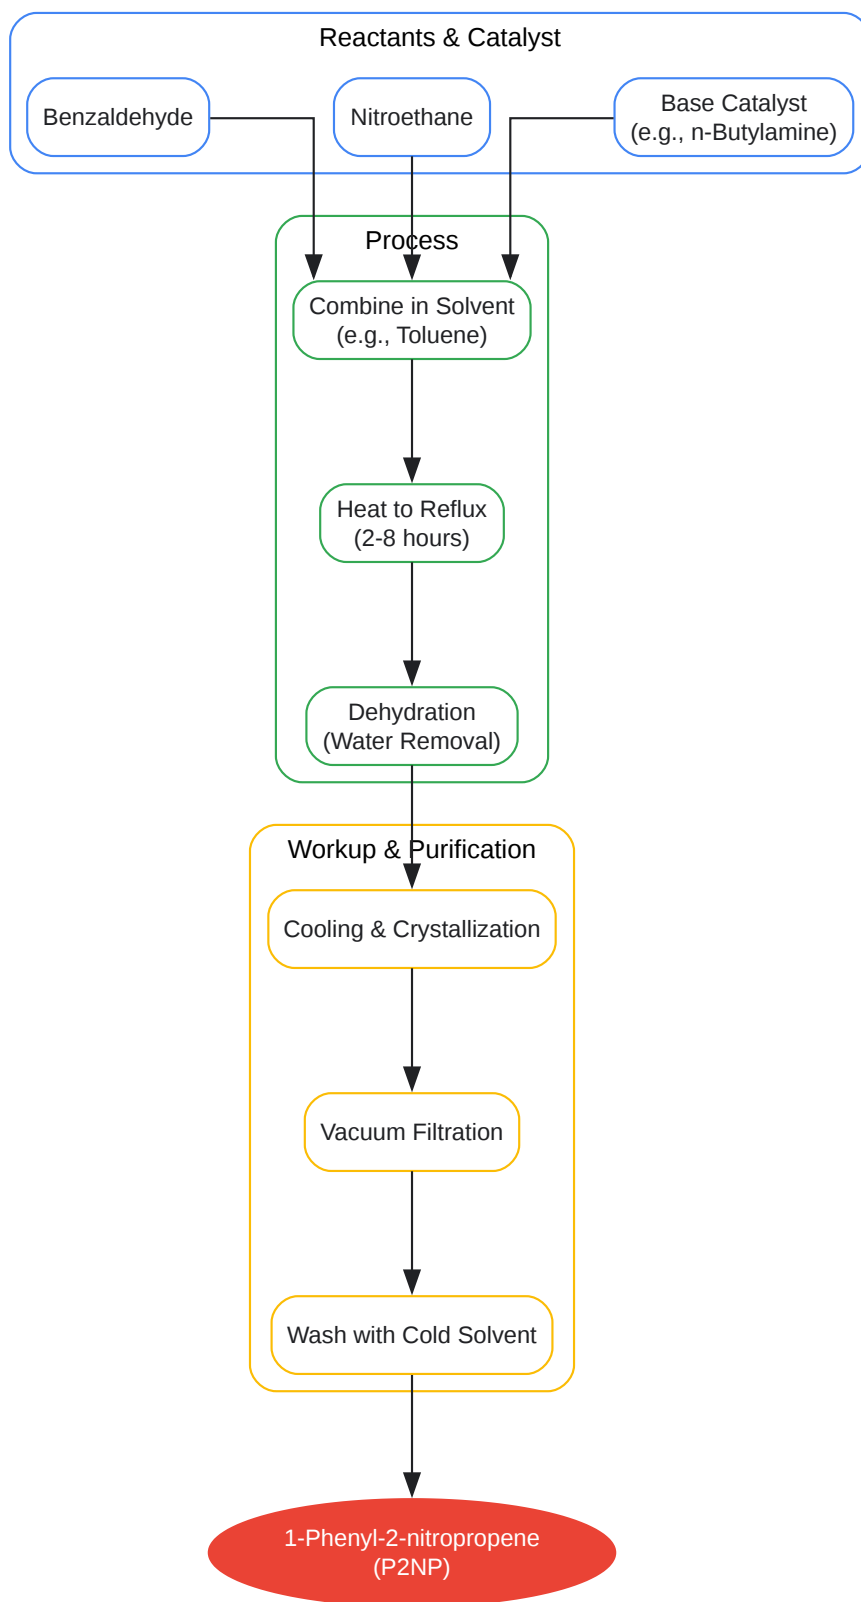 Reactants & Catalyst
Benzaldehyde
Nitroethane
Base Catalyst
(e.g., n-Butylamine)
Process
Combine in Solvent
(e.g., Toluene)
Heat to Reflux
(2-8 hours)
Dehydration
(Water Removal)
Workup & Purification
Cooling & Crystallization
Vacuum Filtration
Wash with Cold Solvent
1-Phenyl-2-nitropropene
(P2NP)